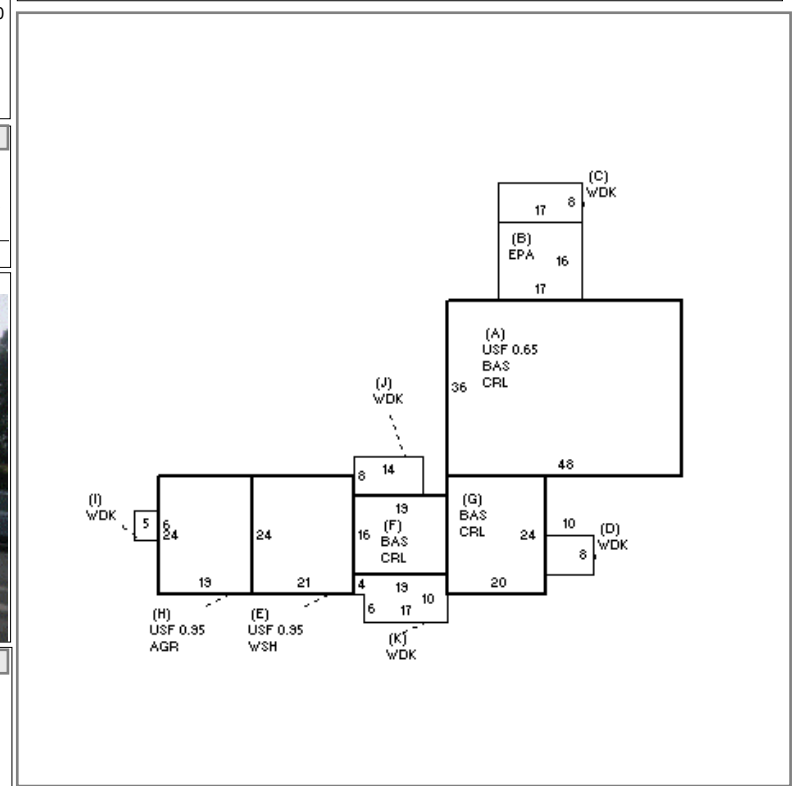 (C)
WDK
8
17
(B)
EPA
16
17
(A)
USF 0.65
BAS
CRL
36
48
(J)
WDK
8 14
(I)
WDK
5
6
24
19
24
21
19
(F)
16 BAS
CRL
(G)
BAS
CRL
24
20
10
(D)
WDK
8
4 19
10
6 17
(H)
USF 0.95
AGR
(E)
USF 0.95
WSH
(K)
WDK